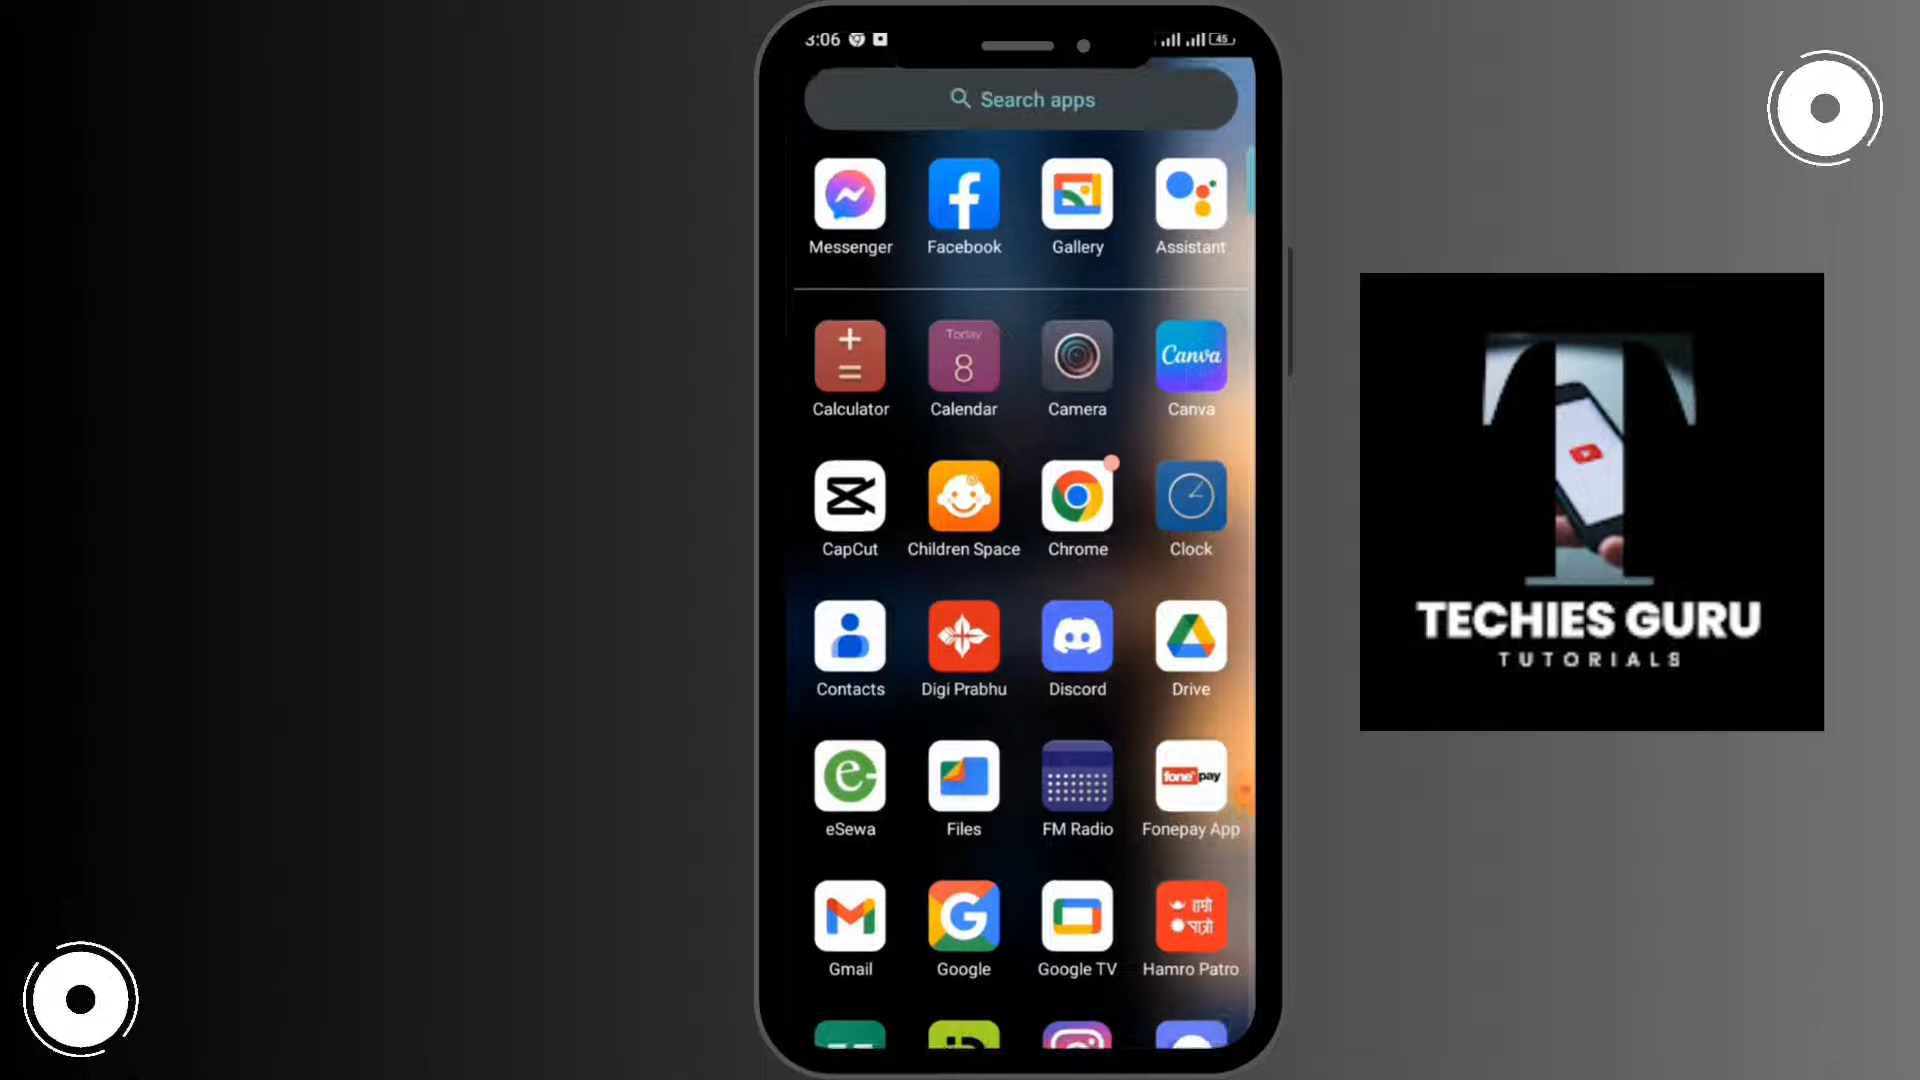 3:06
45
Search apps
Messenger
Facebook
Gallery
Assistant
Today
8
Canva
Calculator
Calendar
Camera
Canva
CapCut
Children Space
Chrome
Clock
Contacts
Digi Prabhu
Discord
Drive
fonepay
eSewa
Files
FM Radio
Fonepay App
हाम्रो
पात्रो
Gmail
Google
Google TV
Hamro Patro
T
TECHIES GURU
TUTORIALS